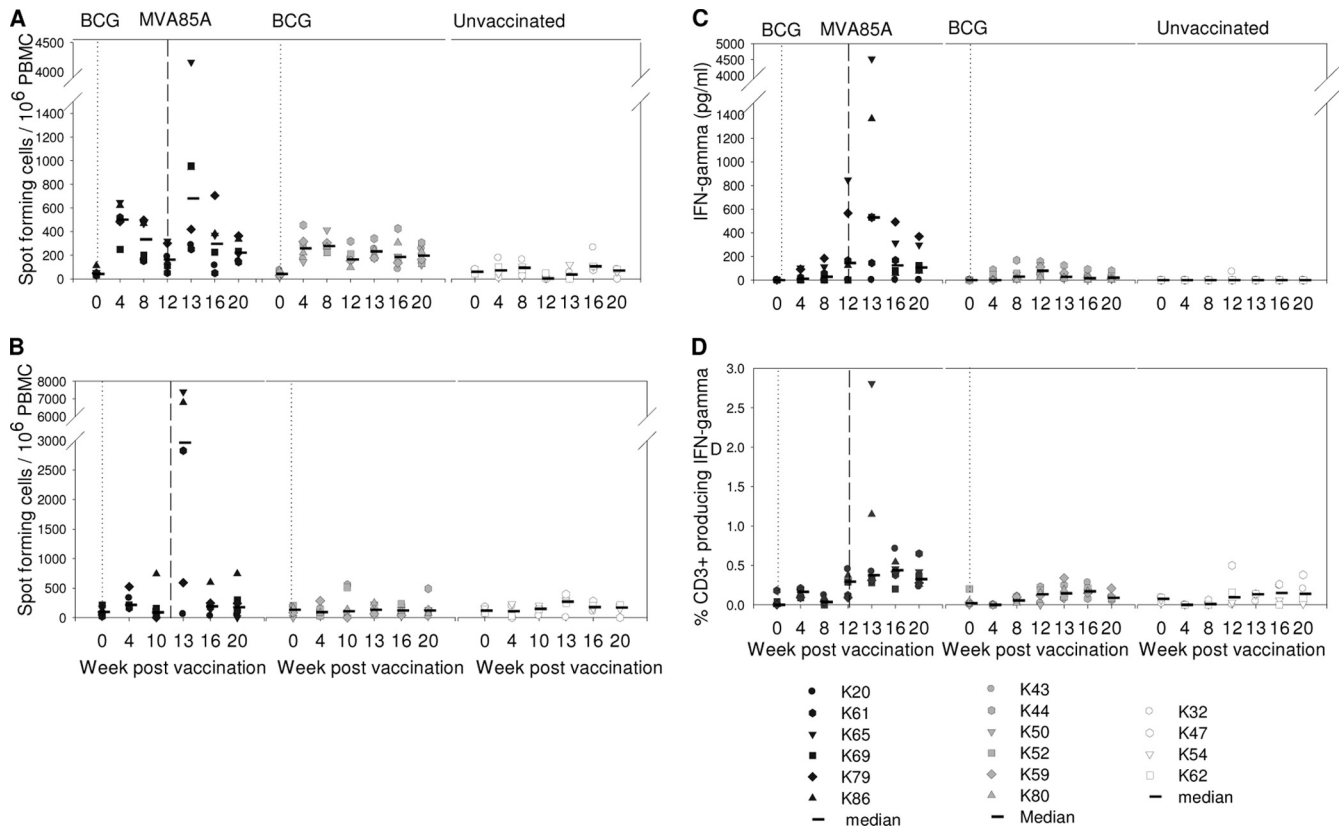 A
BCG MVA85A BCG Unvaccinated
Spot forming cells / 10⁶ PBMC
4500
4000
1400
1200
1000
800
600
400
200
0
0 4 8 12 13 16 20 0 4 8 12 13 16 20 0 4 8 12 13 16 20
B
Spot forming cells / 10⁶ PBMC
8000
7000
6000
3000
2500
2000
1500
1000
500
0
0 4 10 13 16 20 0 4 10 13 16 20 0 4 10 13 16 20
Week post vaccination Week post vaccination Week post vaccination
C
BCG MVA85A BCG Unvaccinated
IFN-gamma (pg/ml)
5000
4500
4000
1400
1200
1000
800
600
400
200
0
0 4 8 12 13 16 20 0 4 8 12 13 16 20 0 4 8 12 13 16 20
D
% CD3+ producing IFN-gamma
D
3.0
2.5
2.0
1.5
1.0
0.5
0.0
0 4 8 12 13 16 20 0 4 8 12 13 16 20 0 4 8 12 13 16 20
Week post vaccination Week post vaccination Week post vaccination
K20
K61
K65
K69
K79
K86
median
K43
K44
K50
K52
K59
K80
Median
K32
K47
K54
K62
median